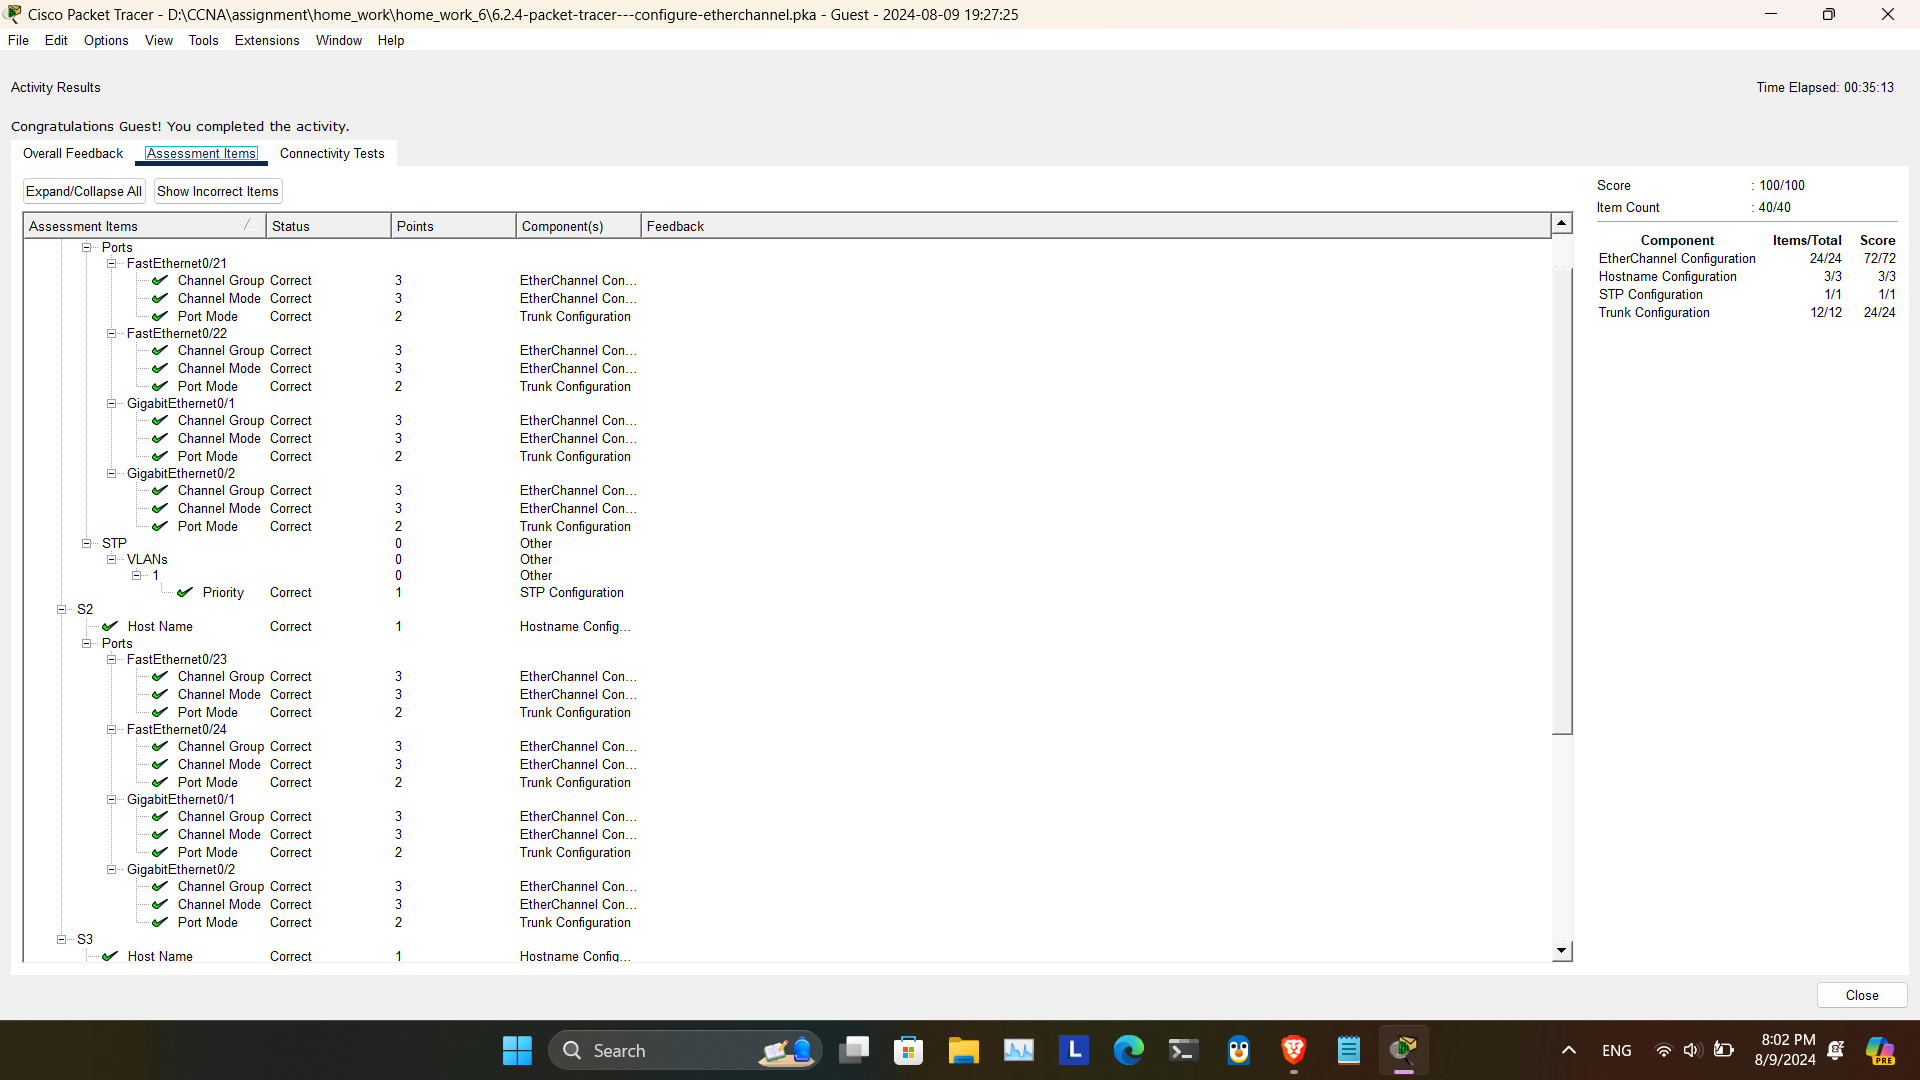 Cisco Packet Tracer - D:\CCNA\assignment\home_work\home_work_6\6.2.4-packet-tracer---configure-etherchannel.pka - Guest - 2024-08-09 19:27:25
File Edit Options View Tools Extensions Window Help
Activity Results Time Elapsed: 00:35:13
Congratulations Guest! You completed the activity.
Overall Feedback Assessment Items Connectivity Tests
Expand/Collapse All Show Incorrect Items
Assessment Items Status Points Component(s) Feedback
Ports
FastEthernet0/21
Channel Group Correct 3 EtherChannel Con...
Channel Mode Correct 3 EtherChannel Con...
Port Mode Correct 2 Trunk Configuration
FastEthernet0/22
Channel Group Correct 3 EtherChannel Con...
Channel Mode Correct 3 EtherChannel Con...
Port Mode Correct 2 Trunk Configuration
GigabitEthernet0/1
Channel Group Correct 3 EtherChannel Con...
Channel Mode Correct 3 EtherChannel Con...
Port Mode Correct 2 Trunk Configuration
GigabitEthernet0/2
Channel Group Correct 3 EtherChannel Con...
Channel Mode Correct 3 EtherChannel Con...
Port Mode Correct 2 Trunk Configuration
STP 0 Other
VLANs 0 Other
1 0 Other
Priority Correct 1 STP Configuration
S2
Host Name Correct 1 Hostname Config...
Ports
FastEthernet0/23
Channel Group Correct 3 EtherChannel Con...
Channel Mode Correct 3 EtherChannel Con...
Port Mode Correct 2 Trunk Configuration
FastEthernet0/24
Channel Group Correct 3 EtherChannel Con...
Channel Mode Correct 3 EtherChannel Con...
Port Mode Correct 2 Trunk Configuration
GigabitEthernet0/1
Channel Group Correct 3 EtherChannel Con...
Channel Mode Correct 3 EtherChannel Con...
Port Mode Correct 2 Trunk Configuration
GigabitEthernet0/2
Channel Group Correct 3 EtherChannel Con...
Channel Mode Correct 3 EtherChannel Con...
Port Mode Correct 2 Trunk Configuration
S3
Host Name Correct 1 Hostname Config...
Score : 100/100
Item Count : 40/40
Component Items/Total Score
EtherChannel Configuration 24/24 72/72
Hostname Configuration 3/3 3/3
STP Configuration 1/1 1/1
Trunk Configuration 12/12 24/24
Close
Search
L
ENG
8:02 PM
8/9/2024
PRE